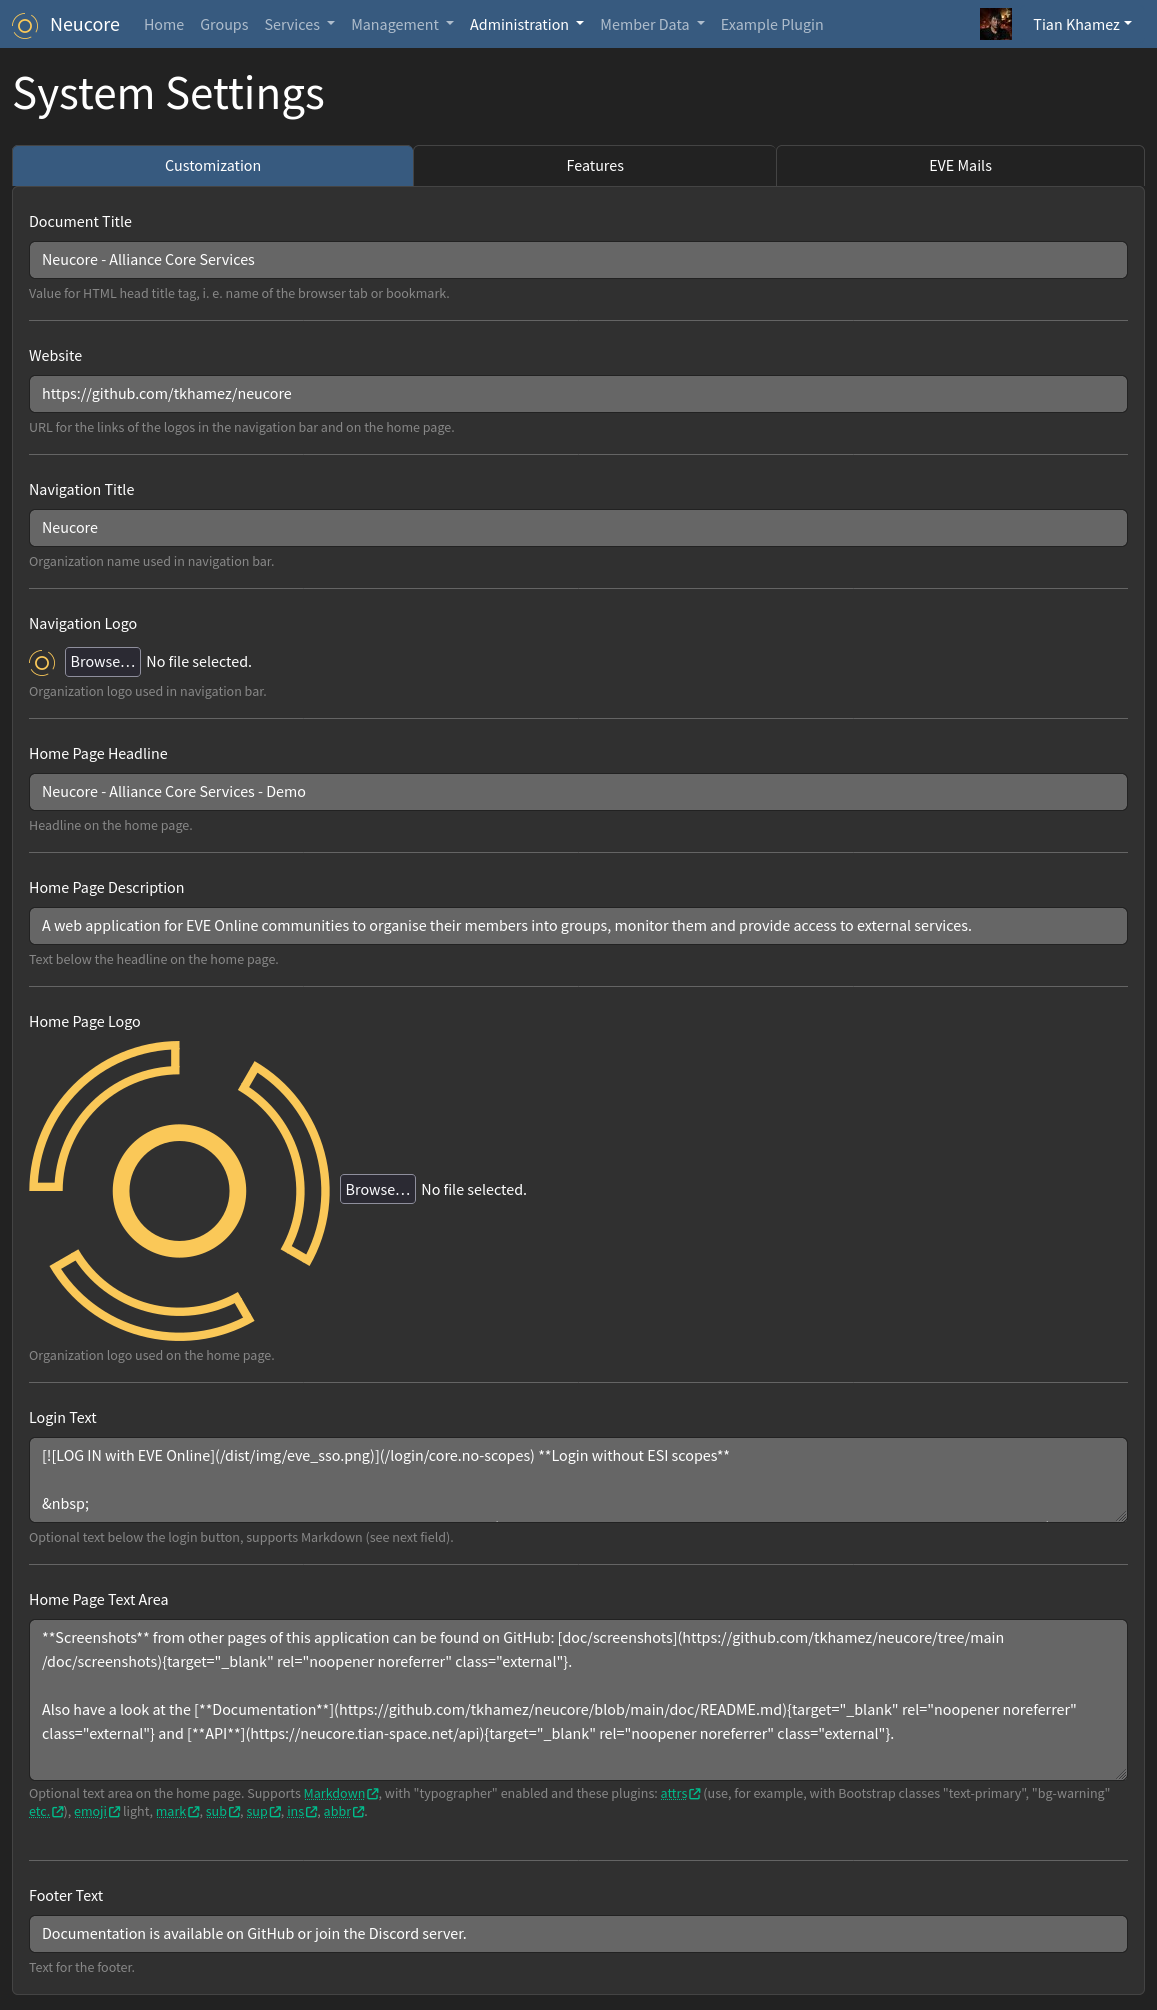 Neucore Home Groups Services Management Administration Member Data Example Plugin Tian Khamez
System Settings
Customization Features EVE Mails
Document Title
Neucore - Alliance Core Services
Value for HTML head title tag, i. e. name of the browser tab or bookmark.
Website
https://github.com/tkhamez/neucore
URL for the links of the logos in the navigation bar and on the home page.
Navigation Title
Neucore
Organization name used in navigation bar.
Navigation Logo
Browse... No file selected.
Organization logo used in navigation bar.
Home Page Headline
Neucore - Alliance Core Services - Demo
Headline on the home page.
Home Page Description
A web application for EVE Online communities to organise their members into groups, monitor them and provide access to external services.
Text below the headline on the home page.
Home Page Logo
Browse... No file selected.
Organization logo used on the home page.
Login Text
[![LOG IN with EVE Online](/dist/img/eve_sso.png)](/login/core.no-scopes) **Login without ESI scopes**
&nbsp;
Optional text below the login button, supports Markdown (see next field).
Home Page Text Area
**Screenshots** from other pages of this application can be found on GitHub: [doc/screenshots](https://github.com/tkhamez/neucore/tree/main
/doc/screenshots){target="_blank" rel="noopener noreferrer" class="external"}.
Also have a look at the [**Documentation**](https://github.com/tkhamez/neucore/blob/main/doc/README.md){target="_blank" rel="noopener noreferrer"
class="external"} and [**API**](https://neucore.tian-space.net/api){target="_blank" rel="noopener noreferrer" class="external"}.
Optional text area on the home page. Supports Markdown, with "typographer" enabled and these plugins: attrs (use, for example, with Bootstrap classes "text-primary", "bg-warning"
etc.), emoji light, mark, sub, sup, ins, abbr.
Footer Text
Documentation is available on GitHub or join the Discord server.
Text for the footer.